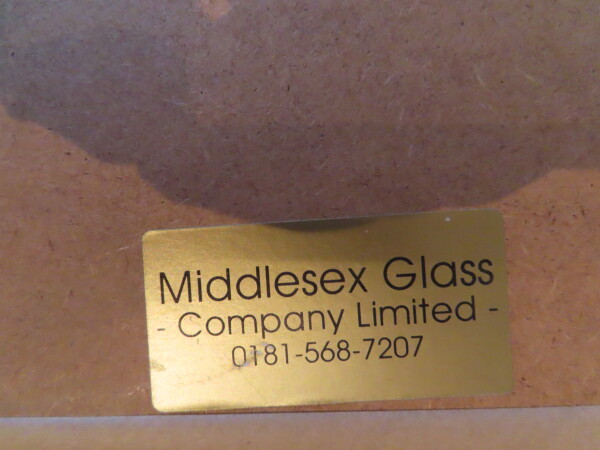 Middlesex Glass
- Company Limited -
0181-568-7207